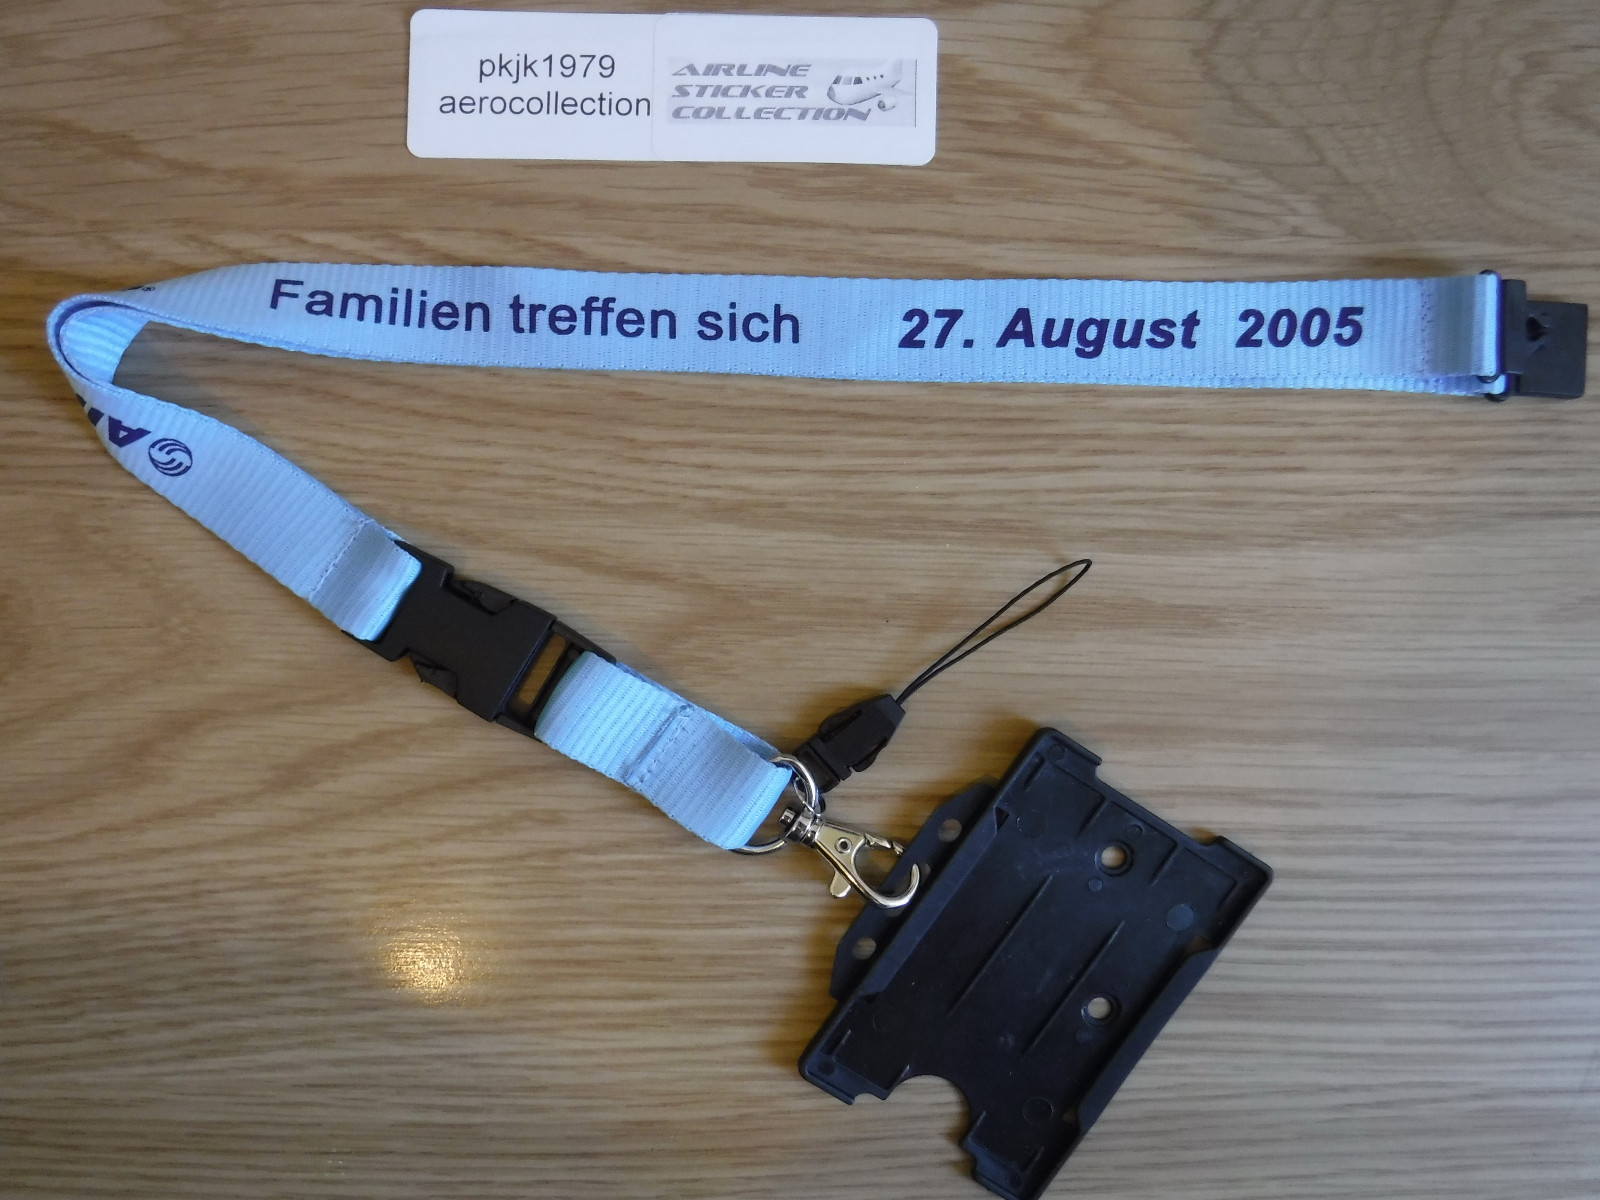 pkjk1979
aerocollection
AIRLINE
STICKER
COLLECTION
Familien treffen sich 27. August 2005